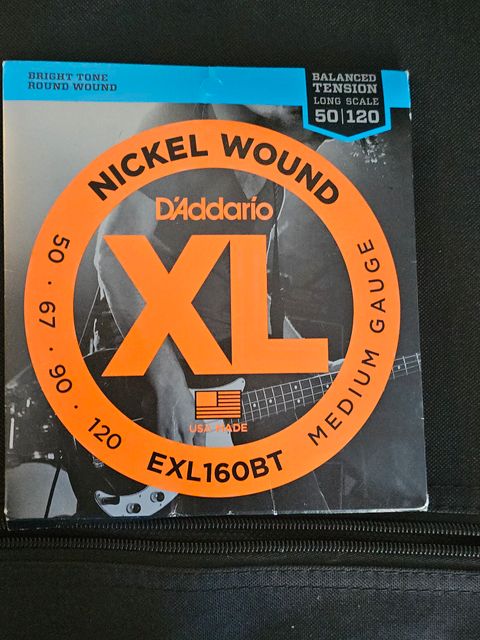 BRIGHT TONE
ROUND WOUND
BALANCED
TENSION
LONG SCALE
50|120
NICKEL WOUND
D'Addario
XL
50 · 67 · 90 · 120
MEDIUM GAUGE
USA MADE
EXL160BT